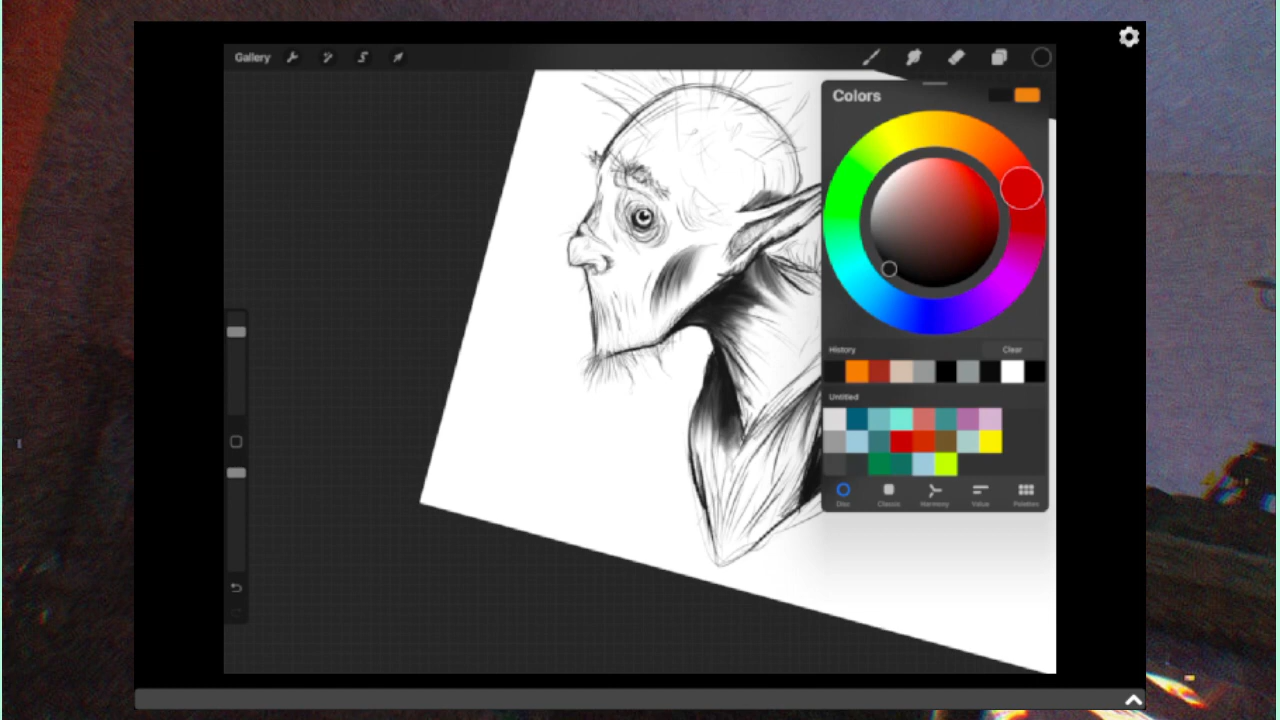 Gallery
Colors
History
Clear
Untitled
Disc
Classic
Harmony
Value
Palettes